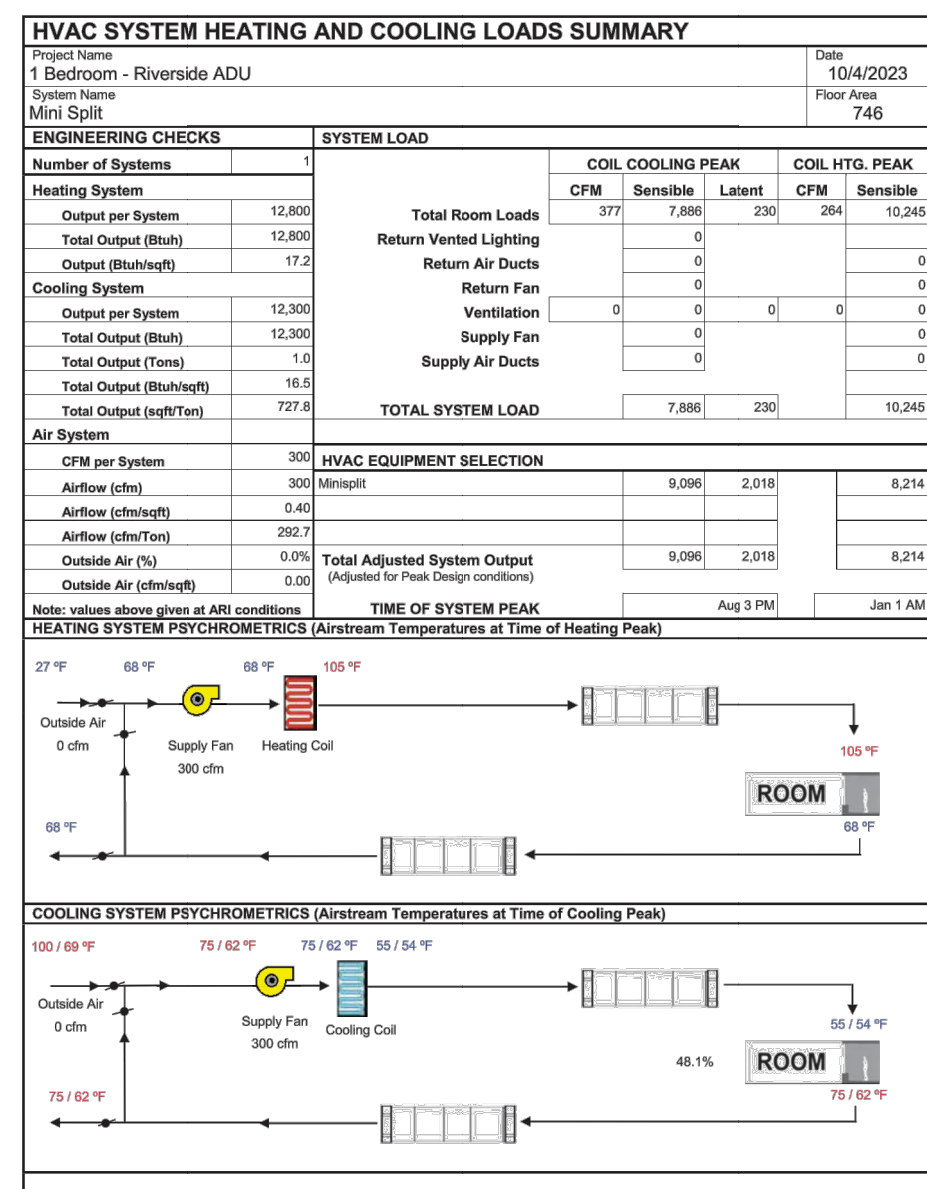 HVAC SYSTEM HEATING AND COOLING LOADS SUMMARY
Project Name Date
1 Bedroom - Riverside ADU 10/4/2023
System Name Floor Area
Mini Split 746
ENGINEERING CHECKS SYSTEM LOAD
Number of Systems 1 COIL COOLING PEAK COIL HTG. PEAK
Heating System CFM Sensible Latent CFM Sensible
Output per System 12,800 Total Room Loads 377 7,886 230 264 10,245
Total Output (Btuh) 12,800 Return Vented Lighting 0
Output (Btuh/sqft) 17.2 Return Air Ducts 0 0
Cooling System Return Fan 0 0
Output per System 12,300 Ventilation 0 0 0 0 0
Total Output (Btuh) 12,300 Supply Fan 0 0
Total Output (Tons) 1.0 Supply Air Ducts 0 0
Total Output (Btuh/sqft) 16.5
Total Output (sqft/Ton) 727.8 TOTAL SYSTEM LOAD 7,886 230 10,245
Air System
CFM per System 300 HVAC EQUIPMENT SELECTION
Airflow (cfm) 300 Minisplit 9,096 2,018 8,214
Airflow (cfm/sqft) 0.40
Airflow (cfm/Ton) 292.7
Outside Air (%) 0.0% Total Adjusted System Output 9,096 2,018 8,214
Outside Air (cfm/sqft) 0.00 (Adjusted for Peak Design conditions)
Note: values above given at ARI conditions TIME OF SYSTEM PEAK Aug 3 PM Jan 1 AM
HEATING SYSTEM PSYCHROMETRICS (Airstream Temperatures at Time of Heating Peak)
27 ºF 68 ºF 68 ºF 105 ºF
Outside Air
0 cfm Supply Fan Heating Coil
300 cfm
105 ºF
ROOM
68 ºF 68 ºF
COOLING SYSTEM PSYCHROMETRICS (Airstream Temperatures at Time of Cooling Peak)
100 / 69 ºF 75 / 62 ºF 75 / 62 ºF 55 / 54 ºF
Outside Air
0 cfm Supply Fan Cooling Coil 55 / 54 ºF
300 cfm
48.1% ROOM
75 / 62 ºF 75 / 62 ºF